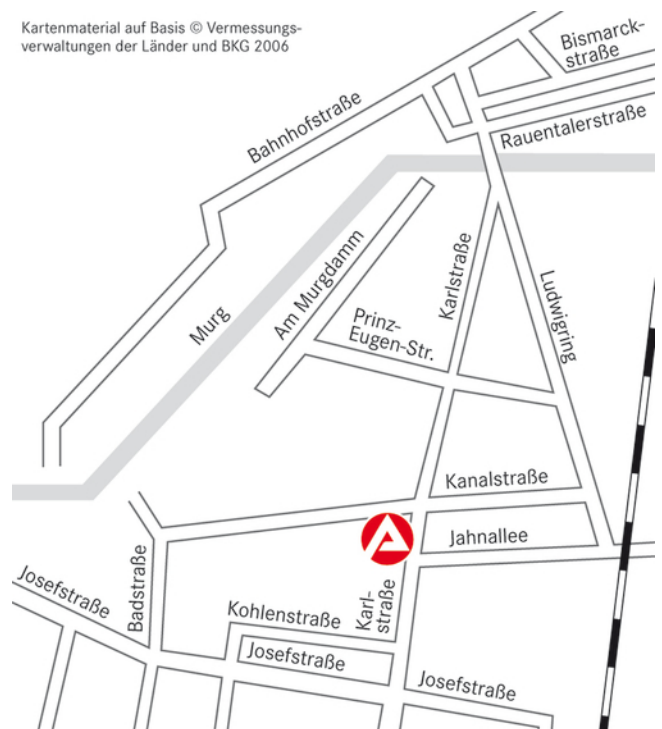 Kartenmaterial auf Basis © Vermessungs-
verwaltungen der Länder und BKG 2006
Bismarck-
straße
Bahnhofstraße
Rauentalerstraße
Am Murgdamm
Karlstraße
Ludwigring
Murg
Prinz-
Eugen-Str.
Kanalstraße
Jahnallee
Badstraße
Josefstraße
Karl-
straße
Kohlenstraße
Josefstraße
Josefstraße